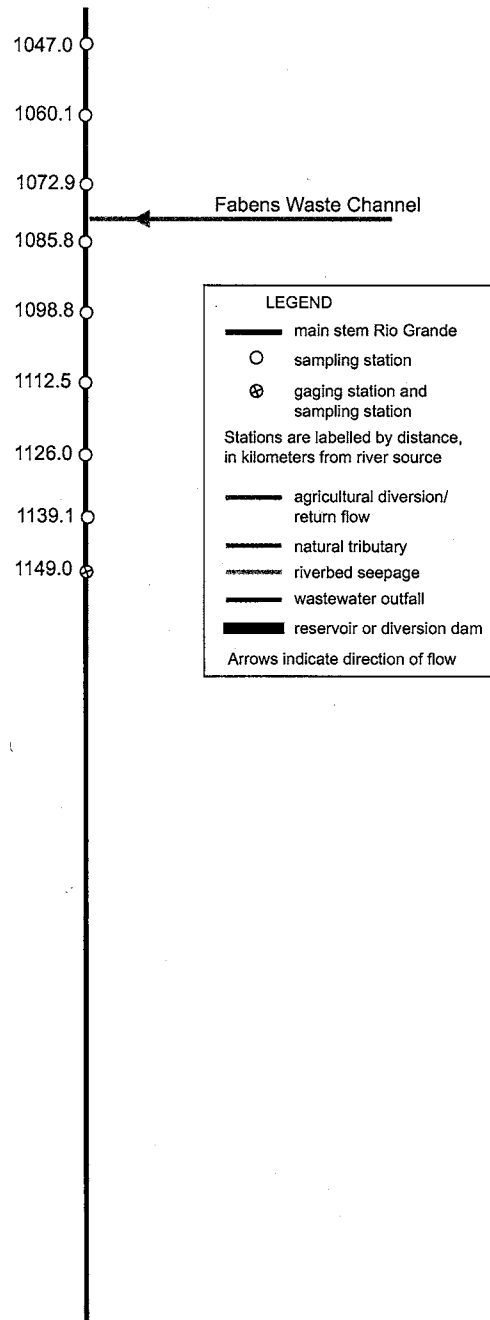 1047.0
1060.1
1072.9
Fabens Waste Channel
1085.8
1098.8
1112.5
1126.0
1139.1
1149.0
LEGEND
main stem Rio Grande
sampling station
gaging station and
sampling station
Stations are labelled by distance,
in kilometers from river source
agricultural diversion/
return flow
natural tributary
riverbed seepage
wastewater outfall
reservoir or diversion dam
Arrows indicate direction of flow